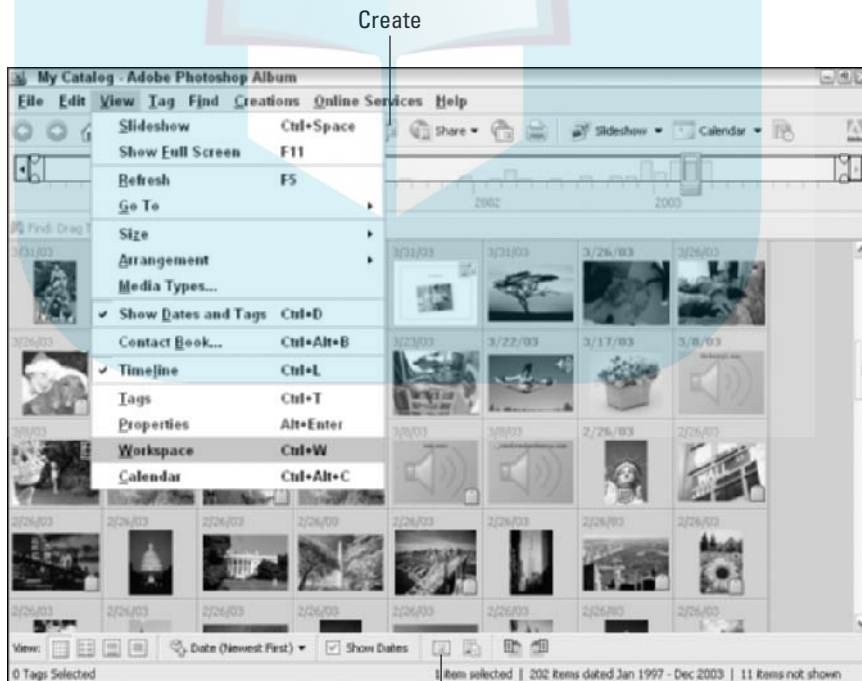 Create
My Catalog - Adobe Photoshop Album
File Edit View Tag Find Creations Online Services Help
Slideshow Ctrl+Space
Share Slideshow Calendar
Show Full Screen F11
Refresh F5
Go To
2002 2003
Find: Drag T
Size
3/31/03 3/31/03 3/31/03 3/26/03 3/26/03
Arrangement
Media Types...
Show Dates and Tags Ctrl+D
Contact Book... Ctrl+Alt+B
3/26/03 3/23/03 3/22/03 3/17/03 3/8/03
Timeline Ctrl+L
Tags Ctrl+T
Properties Alt+Enter
3/8/03 3/8/03 3/8/03 2/26/03 2/26/03
Workspace Ctrl+W
Calendar Ctrl+Alt+C
2/26/03 2/26/03 2/26/03 2/26/03 2/26/03 2/26/03 2/26/03 2/26/03
2/26/03 2/26/03 2/26/03 2/26/03 2/26/03 2/26/03 2/26/03 2/26/03
View: Date (Newest First) Show Dates
0 Tags Selected 1 item selected | 202 items dated Jan 1997 - Dec 2003 | 11 items not shown